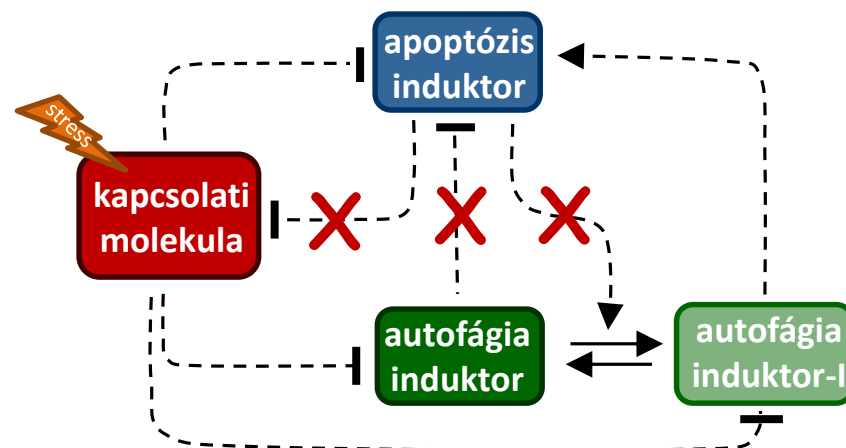 apoptózis
induktor
stress
kapcsolati
molekula
autofágia
induktor
autofágia
induktor-I